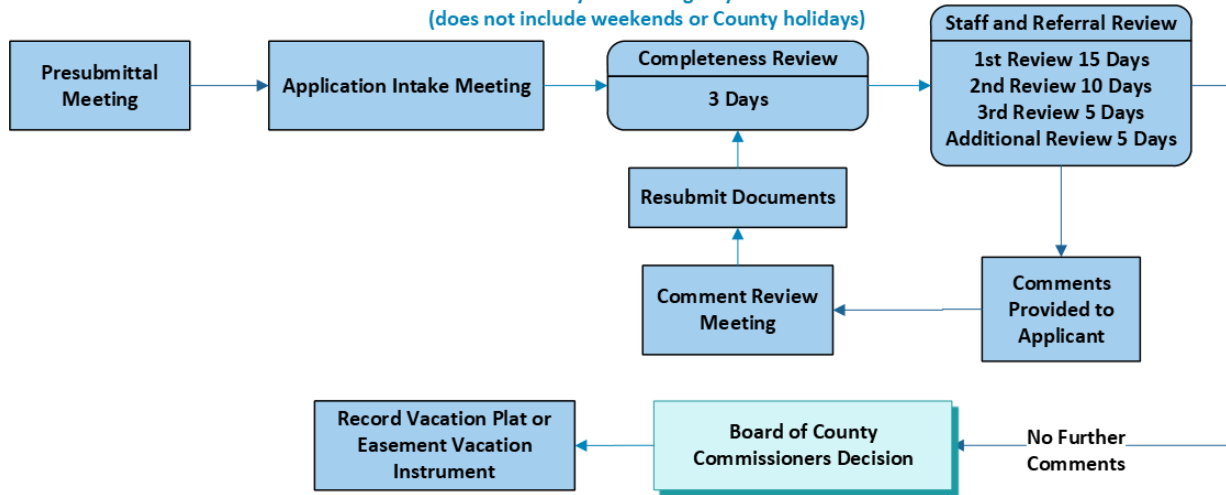 (does not include weekends or County holidays)
Presubmittal
Meeting
Application Intake Meeting
Completeness Review
3 Days
Staff and Referral Review
1st Review 15 Days
2nd Review 10 Days
3rd Review 5 Days
Additional Review 5 Days
Resubmit Documents
Comment Review
Meeting
Comments
Provided to
Applicant
Record Vacation Plat or
Easement Vacation
Instrument
Board of County
Commissioners Decision
No Further
Comments